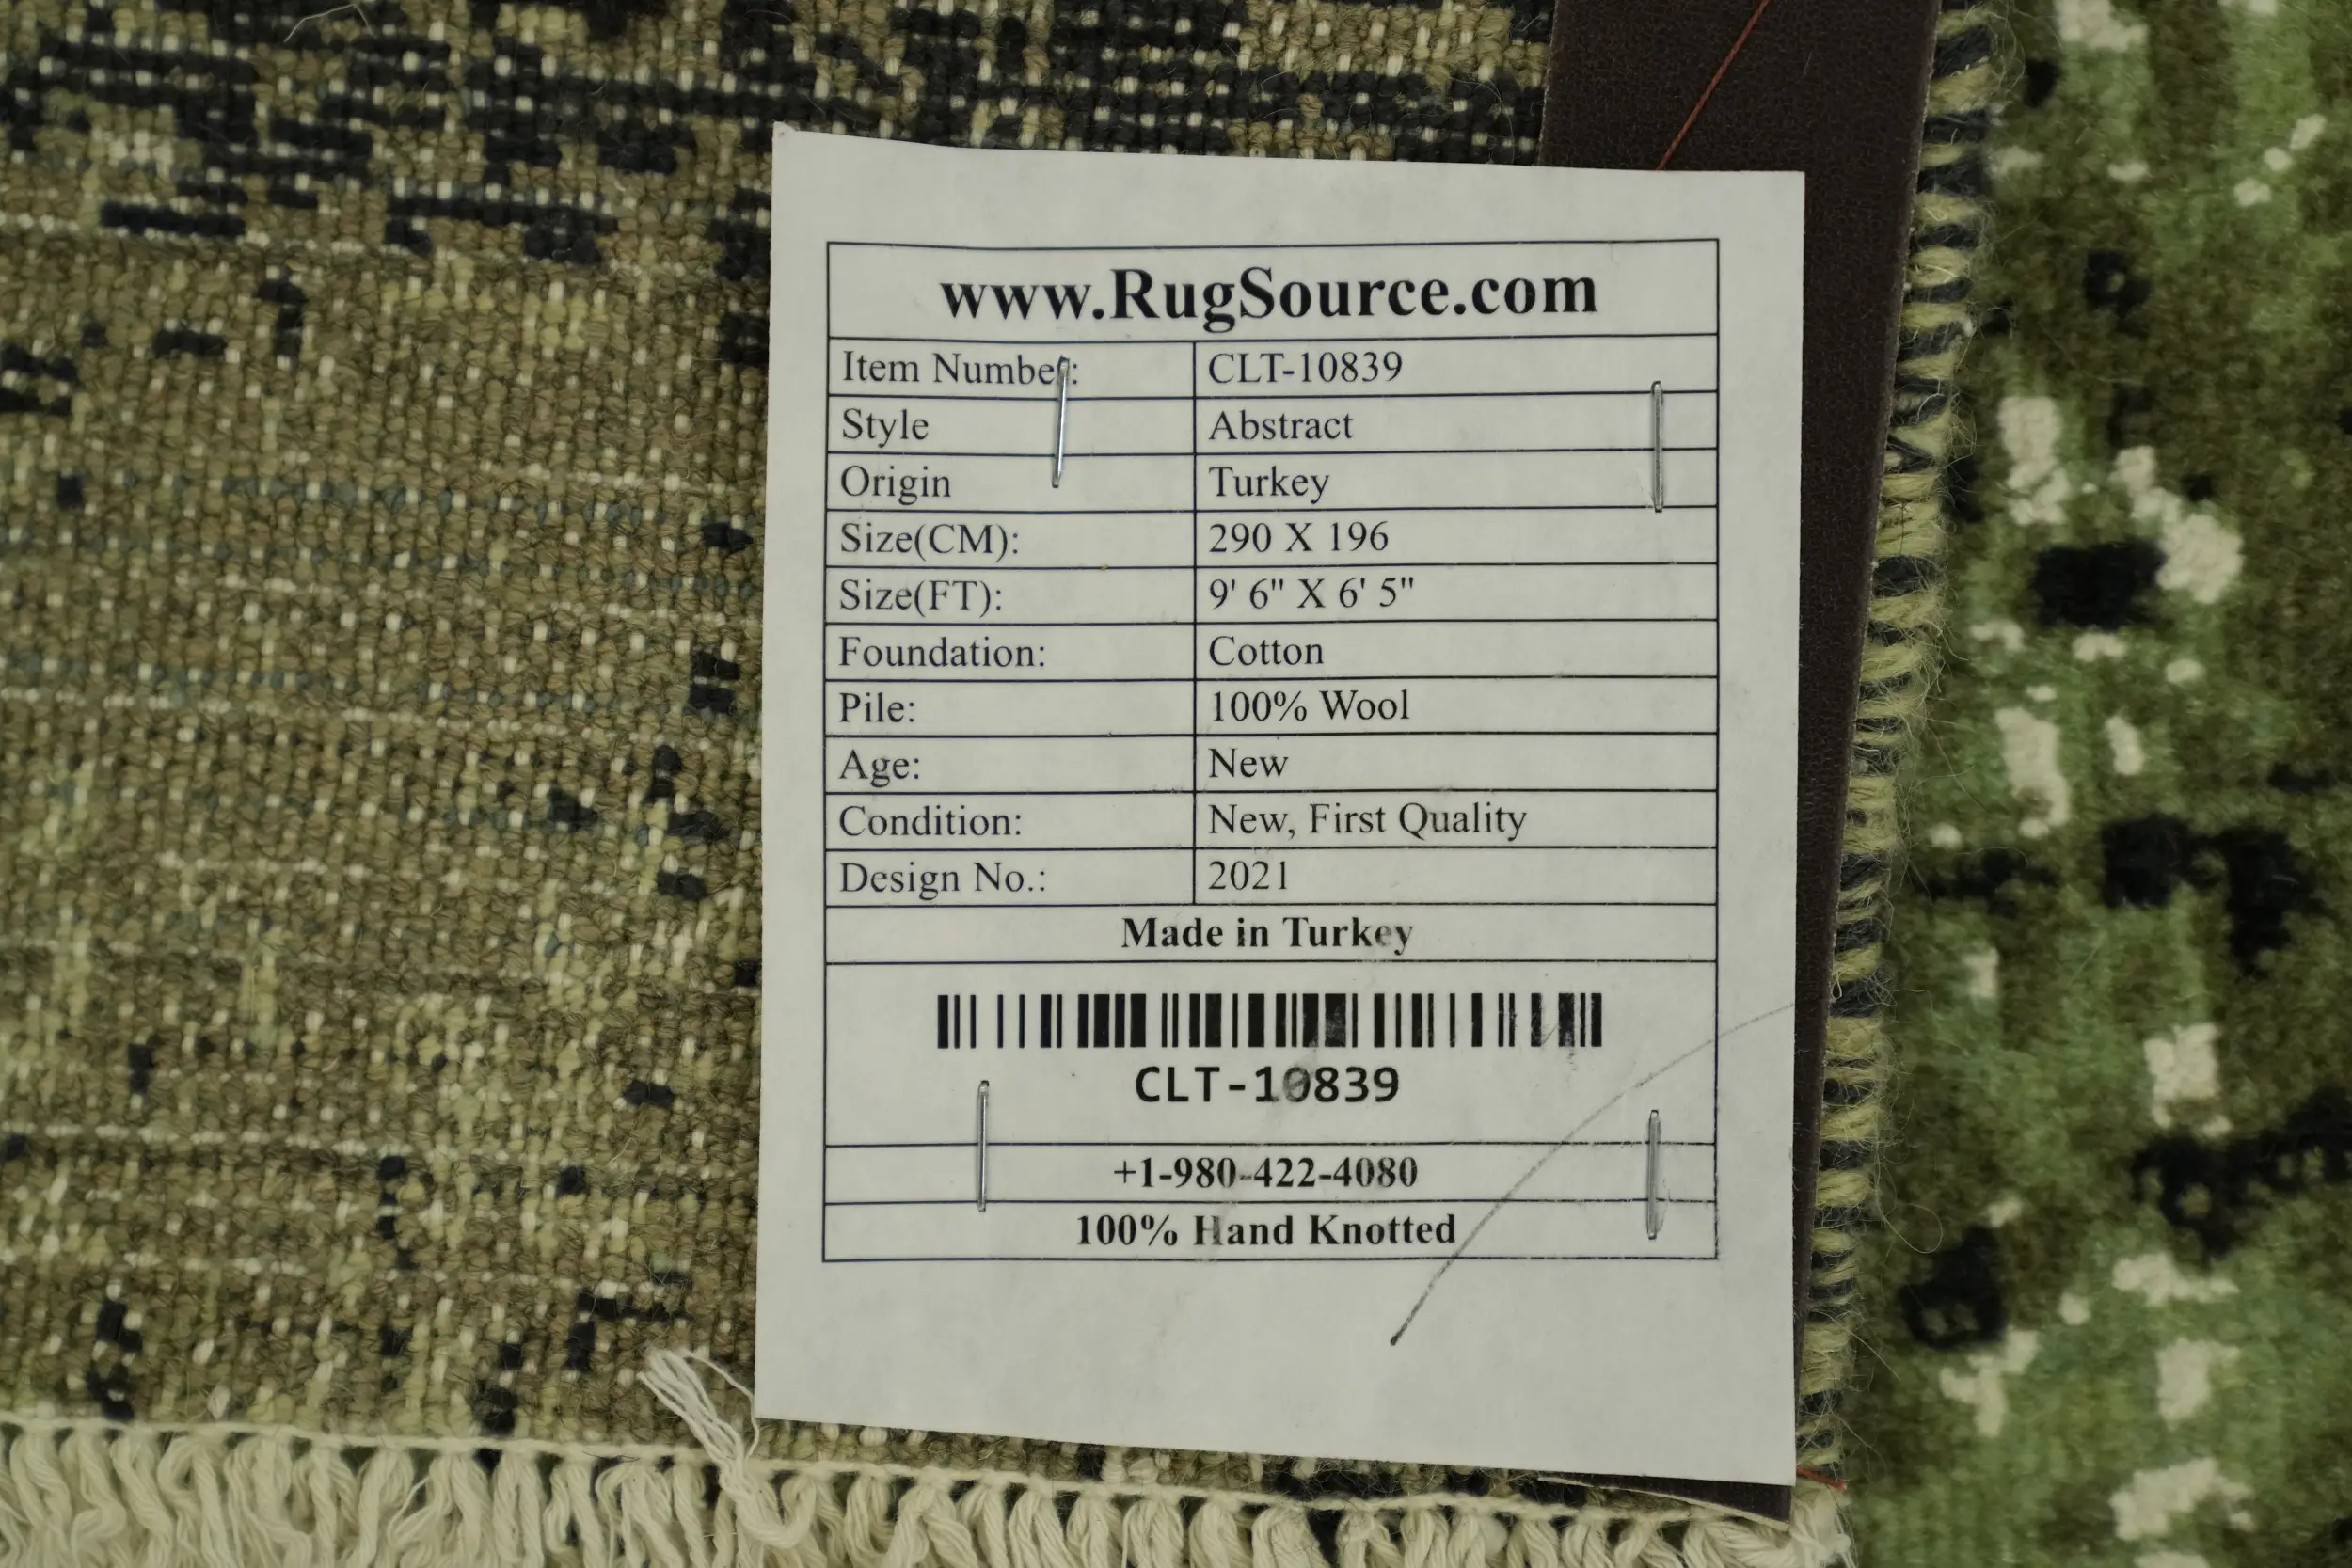 www.RugSource.com
Item Number: CLT-10839
Style Abstract
Origin Turkey
Size(CM): 290 X 196
Size(FT): 9' 6" X 6' 5"
Foundation: Cotton
Pile: 100% Wool
Age: New
Condition: New, First Quality
Design No.: 2021
Made in Turkey
CLT-10839
+1-980-422-4080
100% Hand Knotted